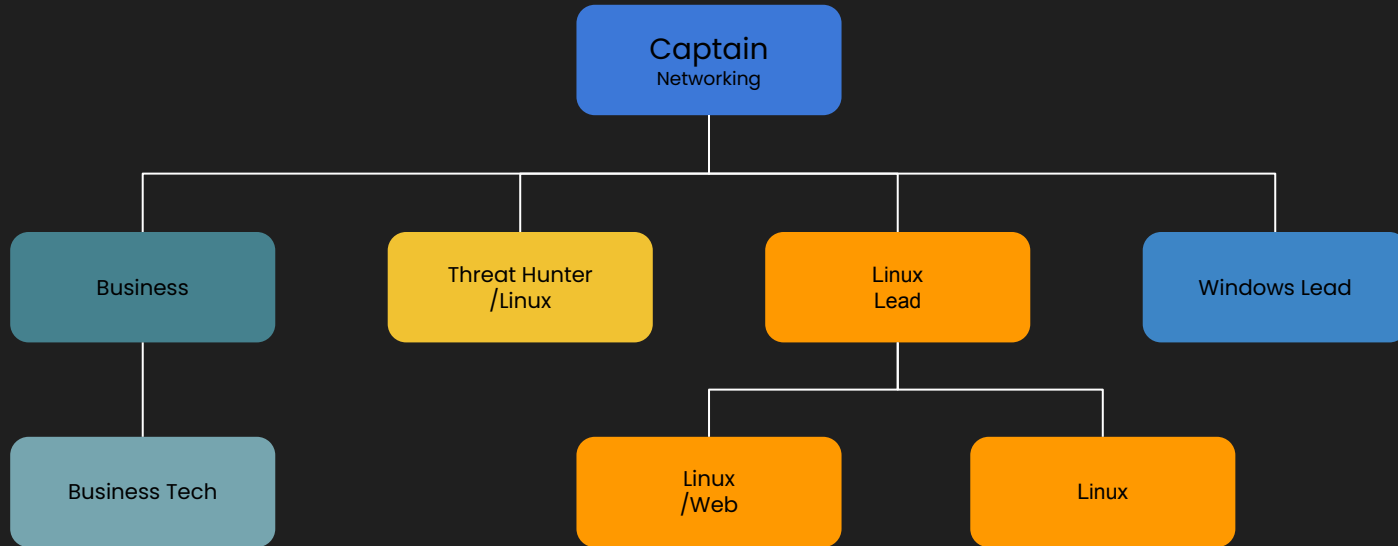 Captain
Networking
Business
Threat Hunter
/Linux
Linux
Lead
Windows Lead
Business Tech
Linux
/Web
Linux